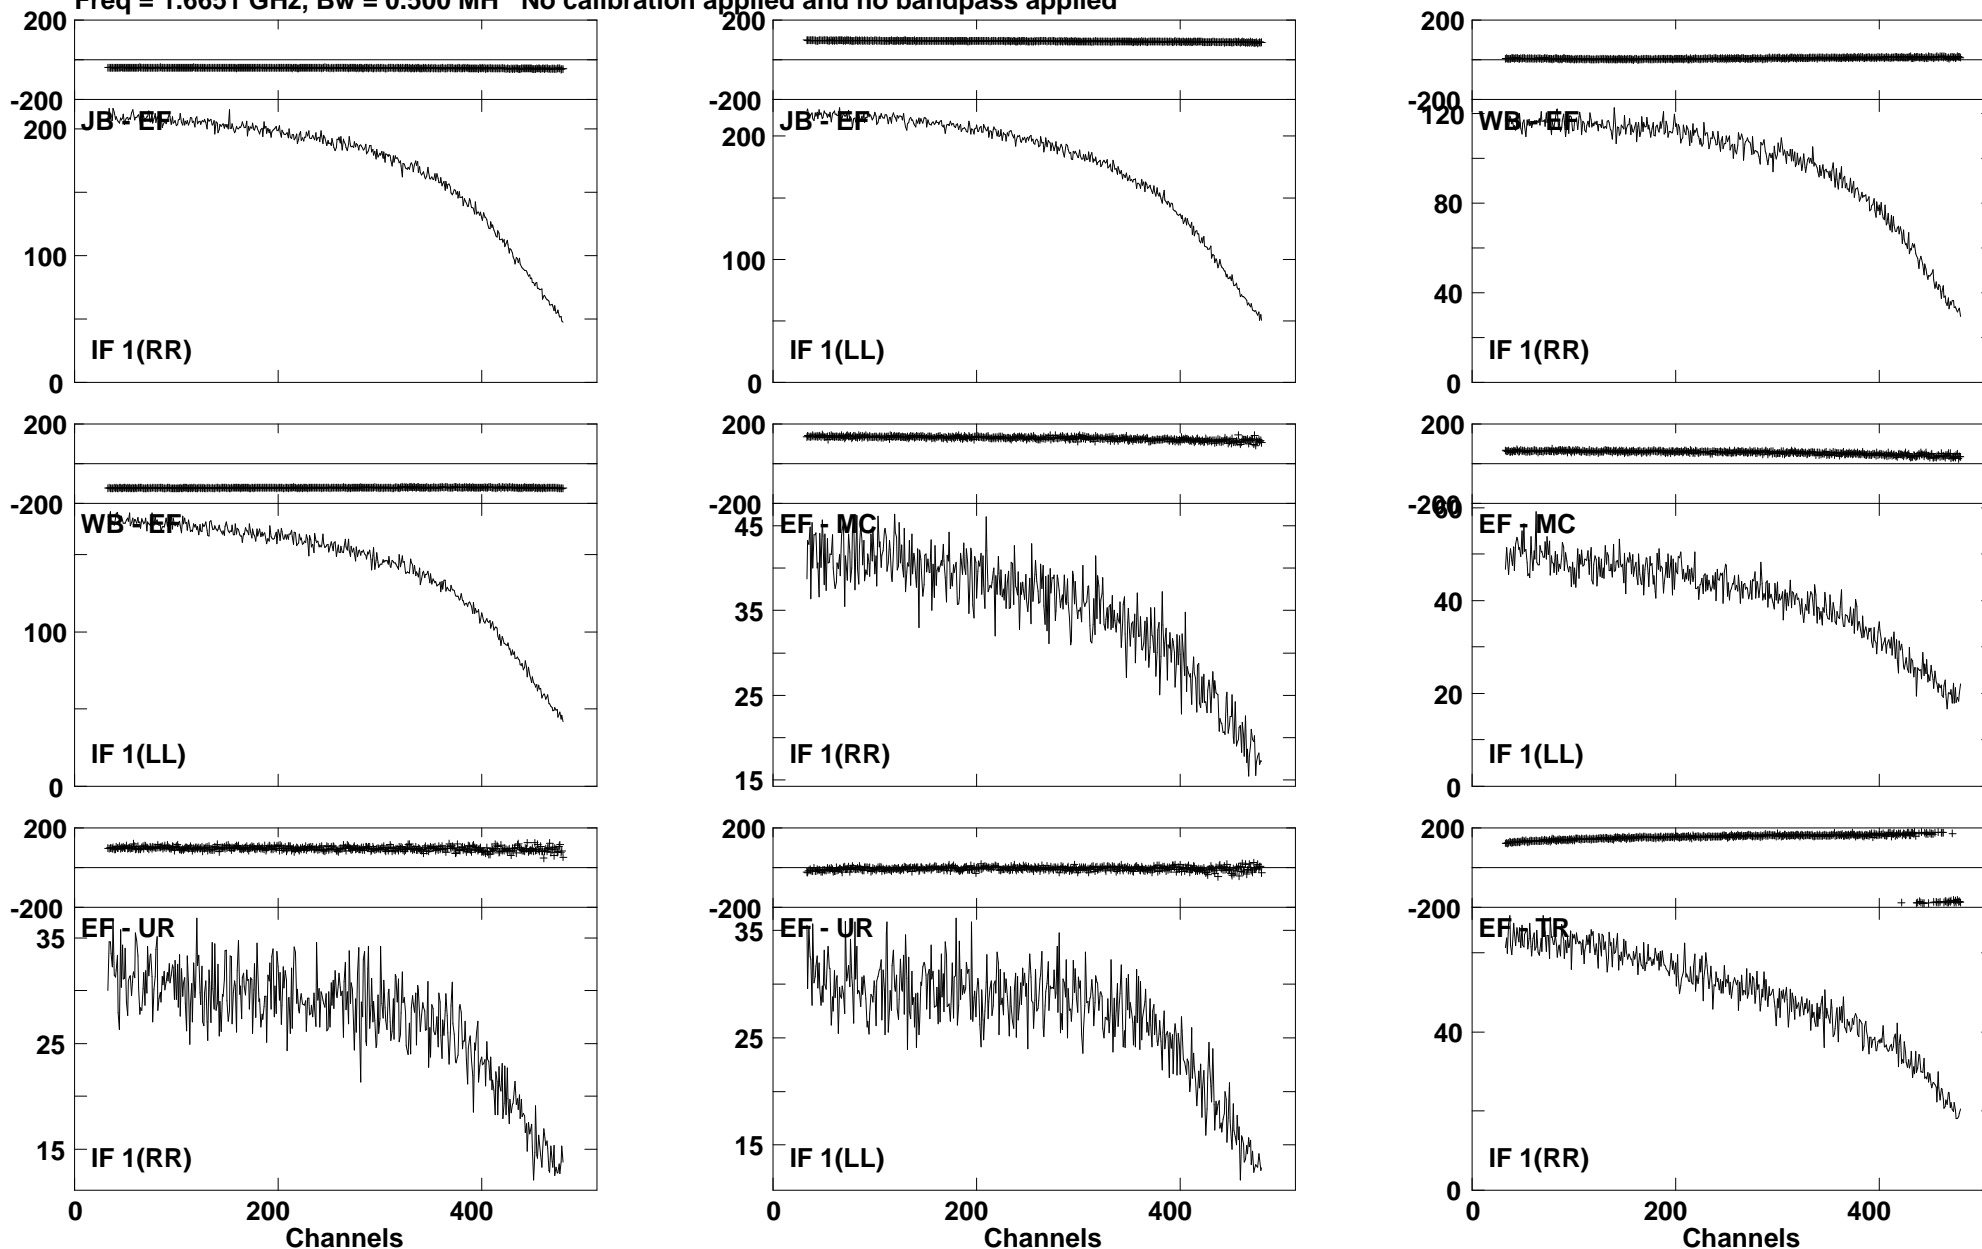 Freq = 1.6651 GHz, Bw = 0.500 MH No calibration applied and no bandpass applied
200 200 200
-200 -200 -200
JB - EF JB - EF WB - EF
200 200 120
100 100 80
40
IF 1(RR) IF 1(LL) IF 1(RR)
0 0 0
200 200 200
-200 -200 -200
WB - EF EF - MC EF - MC
45 60
100 35 40
25 20
IF 1(LL) IF 1(RR) IF 1(LL)
0 15 0
200 200 200
-200 -200 -200
EF - UR EF - UR EF - TR
35 35
25 25 40
15 15
IF 1(RR) IF 1(LL) IF 1(RR)
0
0 200 400 0 200 400 0 200 400
Channels Channels Channels